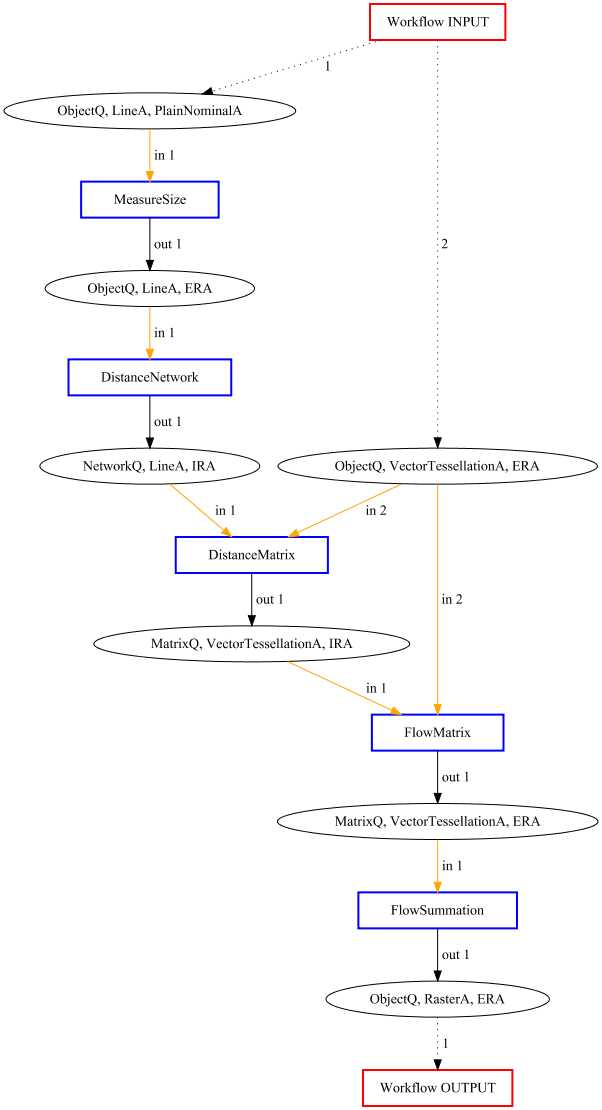 Workflow INPUT
1
ObjectQ, LineA, PlainNominalA
in 1
MeasureSize
2
out 1
ObjectQ, LineA, ERA
in 1
DistanceNetwork
out 1
NetworkQ, LineA, IRA
ObjectQ, VectorTessellationA, ERA
in 1
in 2
DistanceMatrix
out 1
in 2
MatrixQ, VectorTessellationA, IRA
in 1
FlowMatrix
out 1
MatrixQ, VectorTessellationA, ERA
in 1
FlowSummation
out 1
ObjectQ, RasterA, ERA
1
Workflow OUTPUT